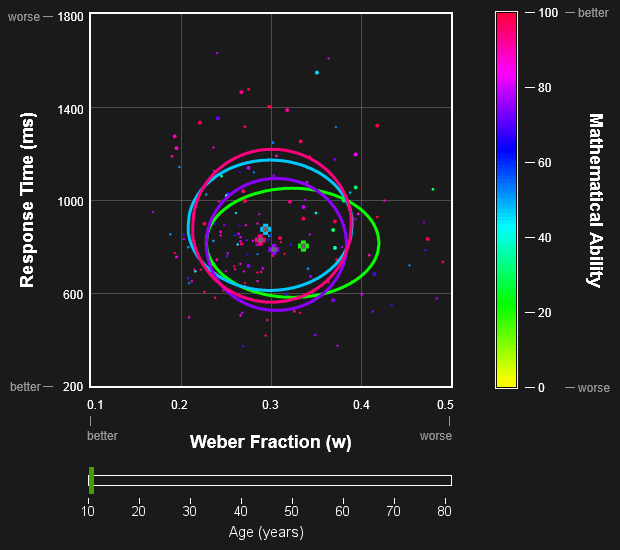 worse
1800
1400
1000
600
better
200
Response Time (ms)
0.1
0.2
0.3
0.4
0.5
better
worse
Weber Fraction (w)
10
20
30
40
50
60
70
80
Age (years)
100
better
80
60
40
20
0
worse
Mathematical Ability